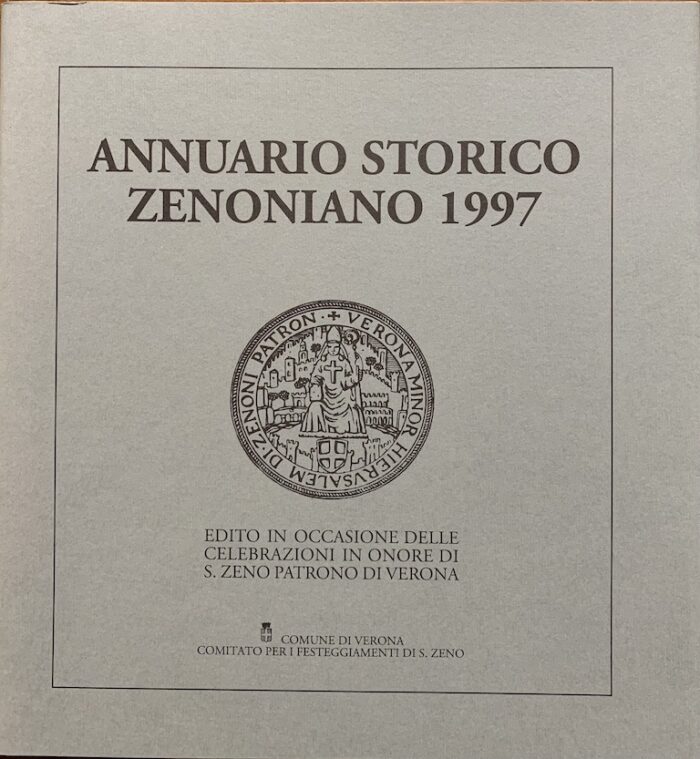 ANNUARIO STORICO
ZENONIANO 1997
✢ VERONA MINOR HIERVSALEM DI · ZENONI PATRON ·
EDITO IN OCCASIONE DELLE
CELEBRAZIONI IN ONORE DI
S. ZENO PATRONO DI VERONA
COMUNE DI VERONA
COMITATO PER I FESTEGGIAMENTI DI S. ZENO